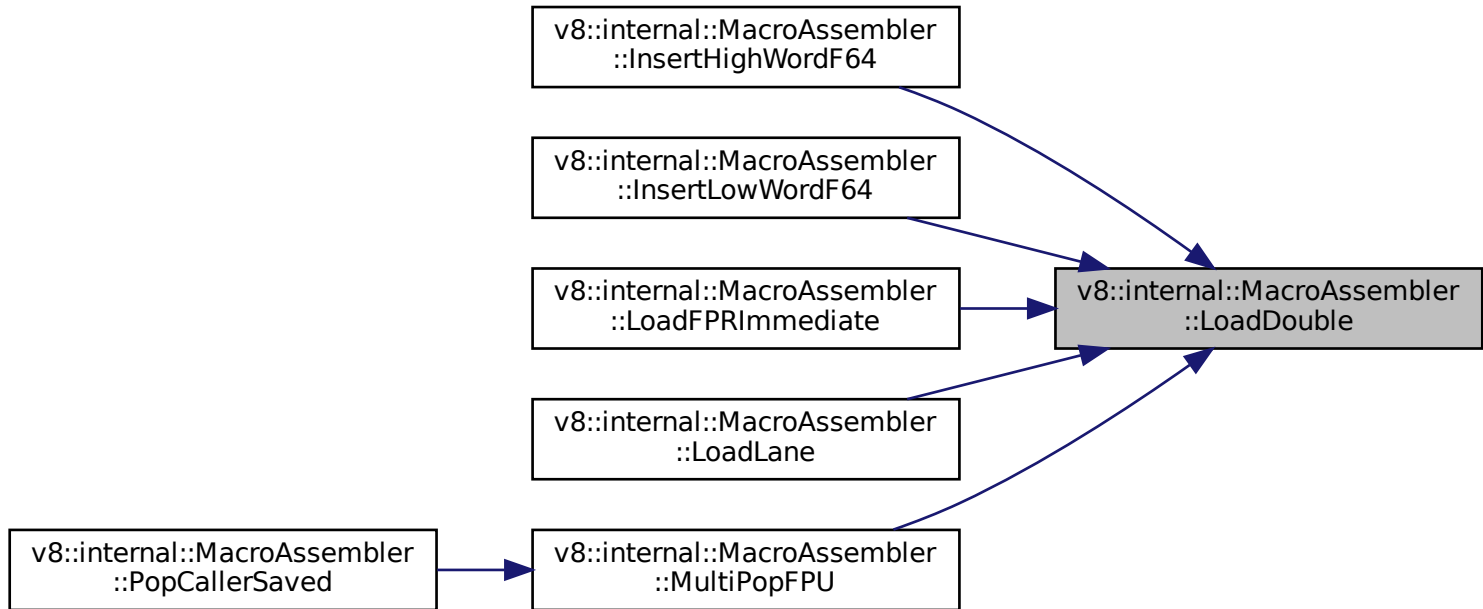 v8::internal::MacroAssembler
::InsertHighWordF64
v8::internal::MacroAssembler
::InsertLowWordF64
v8::internal::MacroAssembler
::LoadFPRImmediate
v8::internal::MacroAssembler
::LoadDouble
v8::internal::MacroAssembler
::LoadLane
v8::internal::MacroAssembler
::PopCallerSaved
v8::internal::MacroAssembler
::MultiPopFPU